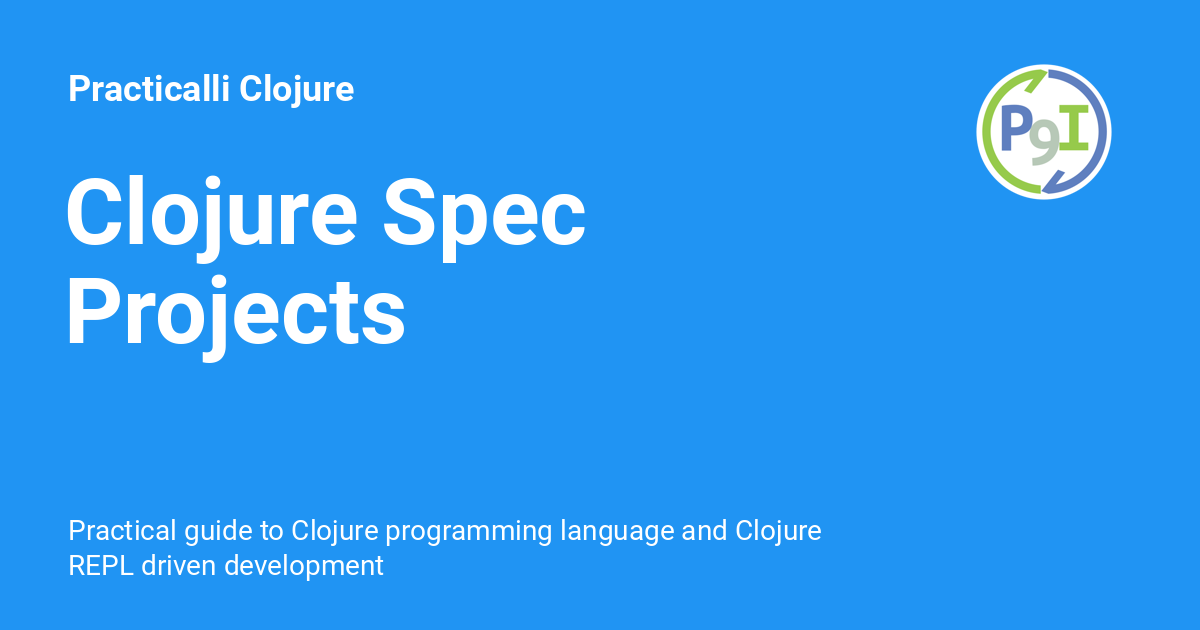 Practicalli Clojure
P9I
Clojure Spec
Projects
Practical guide to Clojure programming language and Clojure
REPL driven development